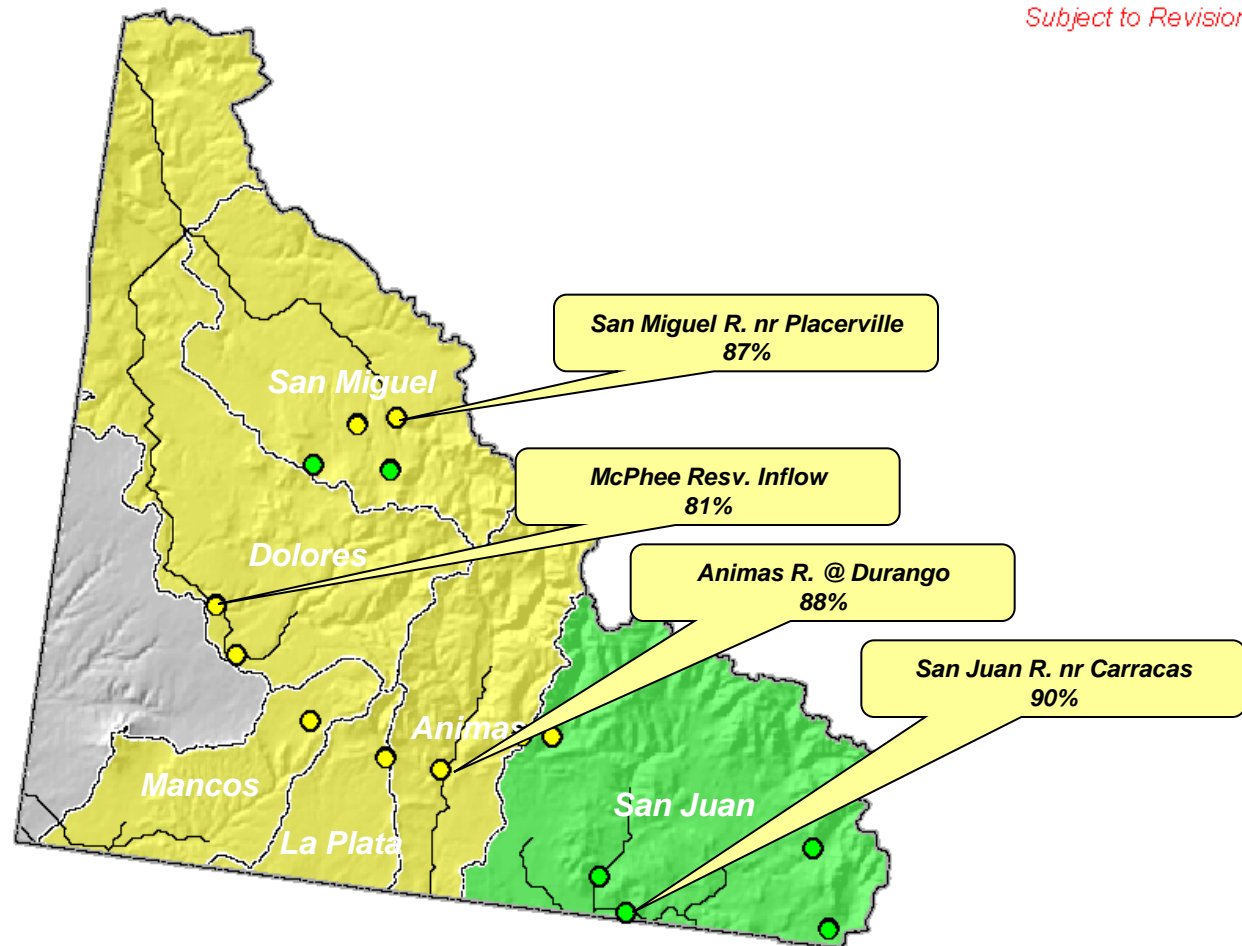 Subject to Revision
San Miguel R. nr Placerville
87%
San Miguel
McPhee Resv. Inflow
81%
Dolores
Animas R. @ Durango
88%
San Juan R. nr Carracas
90%
Animas
Mancos
San Juan
La Plata